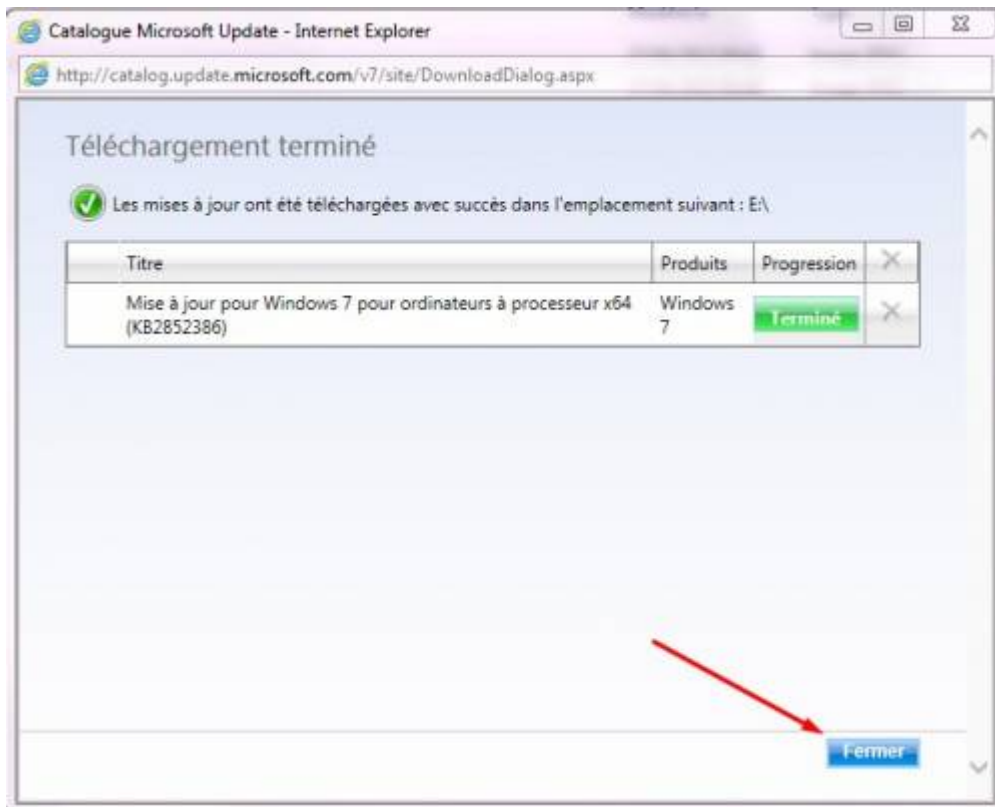 Catalogue Microsoft Update - Internet Explorer
http://catalog.update.microsoft.com/v7/site/DownloadDialog.aspx
Téléchargement terminé
Les mises à jour ont été téléchargées avec succès dans l'emplacement suivant : E:\
Titre Produits Progression
Mise à jour pour Windows 7 pour ordinateurs à processeur x64 Windows
(KB2852386) 7
Terminé
Fermer